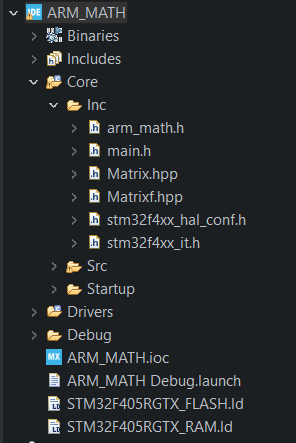 ARM_MATH
Binaries
Includes
Core
Inc
arm_math.h
main.h
Matrix.hpp
Matrixf.hpp
stm32f4xx_hal_conf.h
stm32f4xx_it.h
Src
Startup
Drivers
Debug
ARM_MATH.ioc
ARM_MATH Debug.launch
STM32F405RGTX_FLASH.ld
STM32F405RGTX_RAM.ld